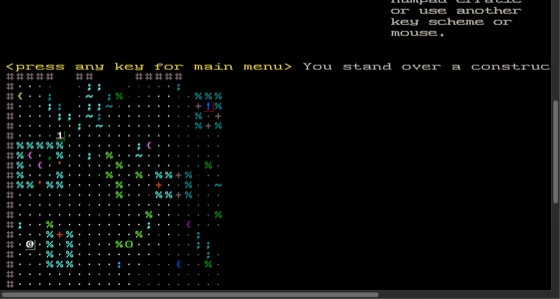 numpad erratic
or use another
key scheme or
mouse.
<press any key for main menu> You stand over a construc